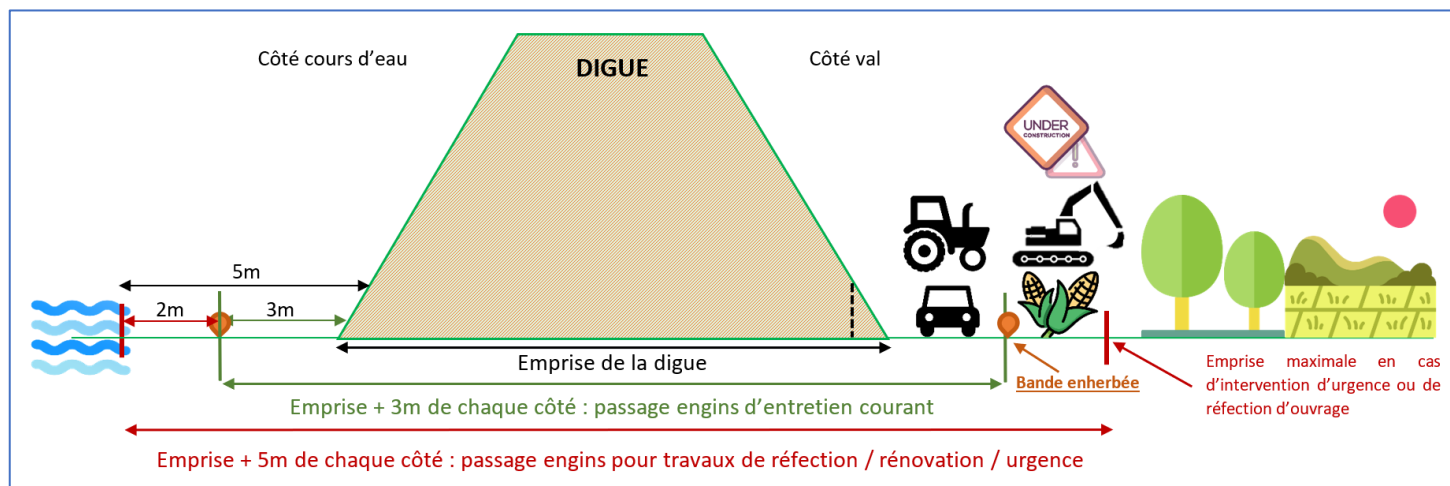 Côté cours d’eau
DIGUE
Côté val
UNDER
CONSTRUCTION
5m
2m
3m
Emprise de la digue
Bande enherbée
Emprise maximale en cas
d’intervention d’urgence ou de
réfection d’ouvrage
Emprise + 3m de chaque côté : passage engins d’entretien courant
Emprise + 5m de chaque côté : passage engins pour travaux de réfection / rénovation / urgence